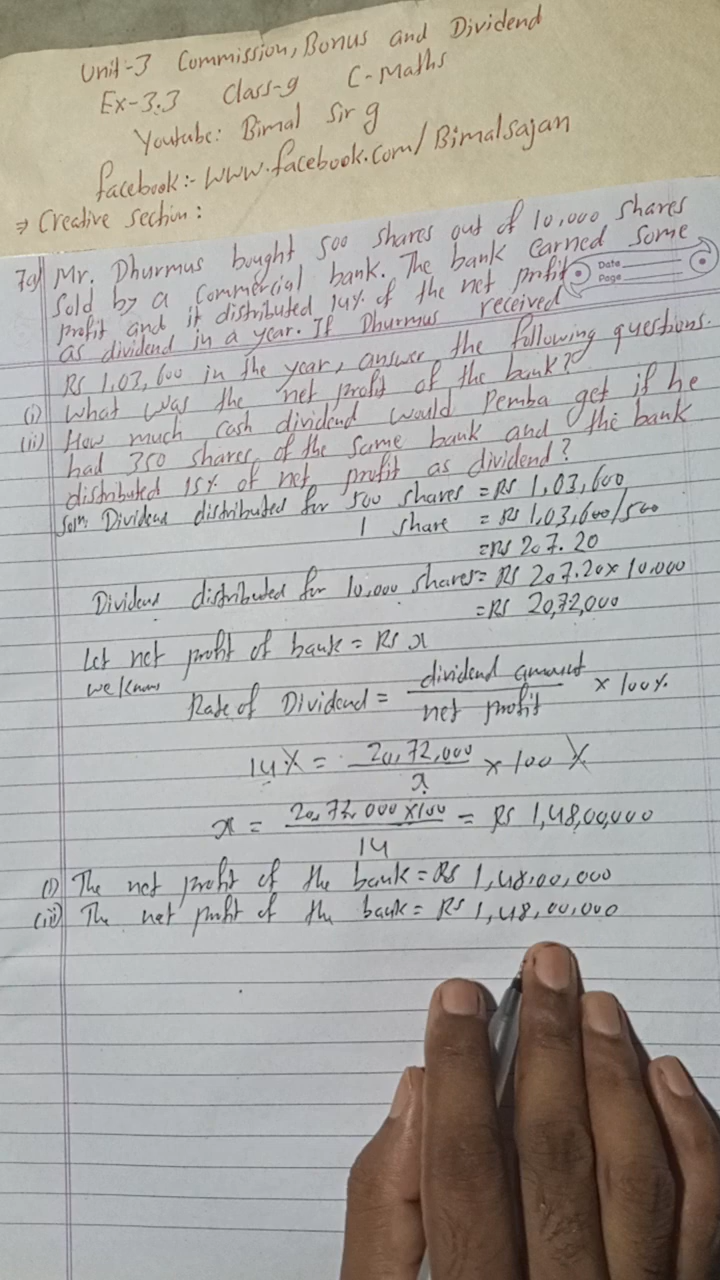 Unit-3 Commission, Bonus and Dividend
Ex-3.3 Class-9 C-Maths
Youtube: Bimal Sir g
facebook:- www.facebook.com/Bimalsajan
⇒ Creative section:
7a) Mr. Dhurmus bought 500 shares out of 10,000 shares
Sold by a commercial bank. The bank earned some
profit and it distributed 14% of the net profit
Date
Page
as dividend in a year. If Dhurmus received
RS 1,03,600 in the year, answer the following questions.
(i) What was the net profit of the bank?
(ii) How much cash dividend would Pemba get if he
had 350 shares of the same bank and the bank
distributed 15% of net profit as dividend?
Soln: Dividend distributed for 500 shares = RS 1,03,600
1 share = RS 1,03,600/500
= RS 207.20
Dividend distributed for 10,000 shares = RS 207.20 x 10,000
= RS 20,72,000
Let net profit of bank = RS x
we know
Rate of Dividend = dividend amount / net profit x 100%
14% = 20,72,000 / x x 100%
x = 20,72,000 x 100 / 14 = RS 1,48,00,000
(i) The net profit of the bank = RS 1,48,00,000
(ii) The net profit of the bank = RS 1,48,00,000